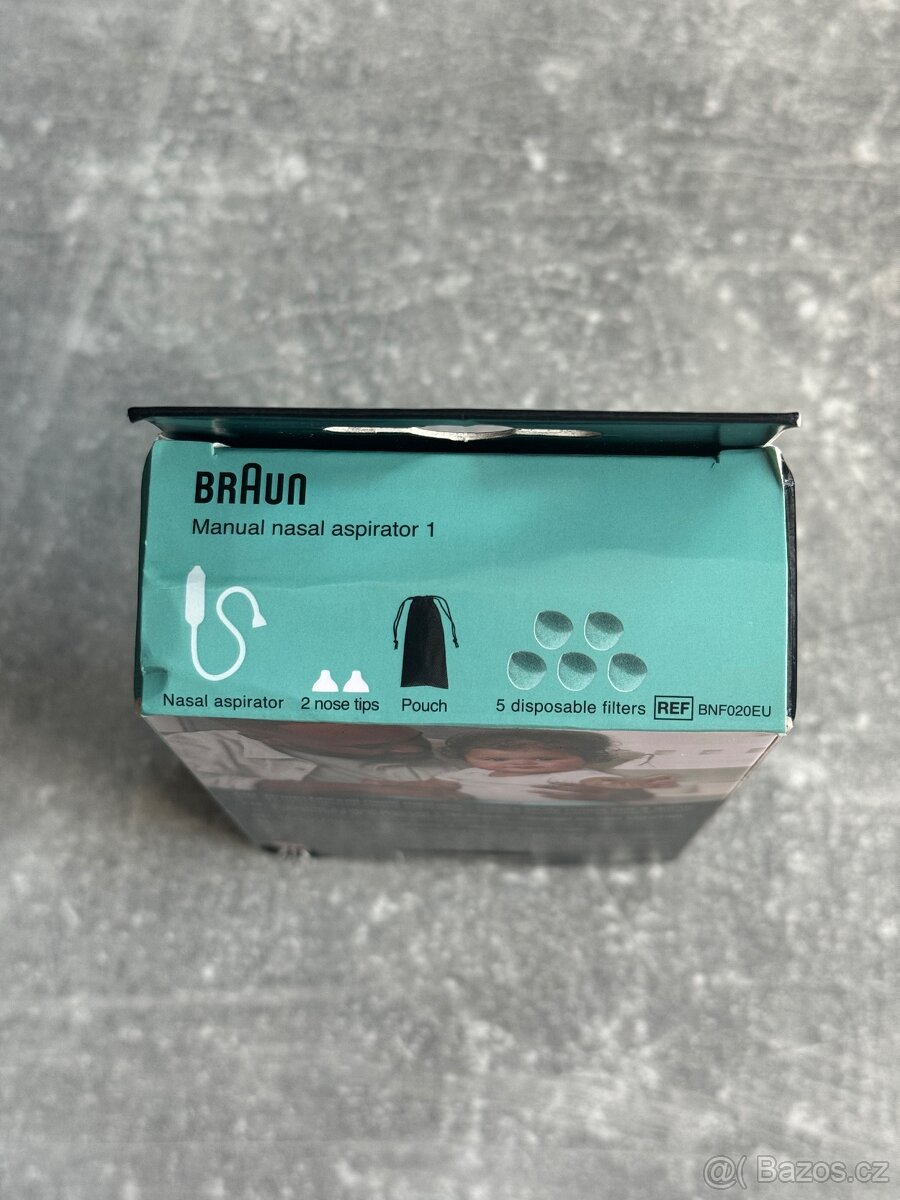 BRAUN
Manual nasal aspirator 1
Nasal aspirator
2 nose tips
Pouch
5 disposable filters REF BNF020EU
@( Bazos.cz